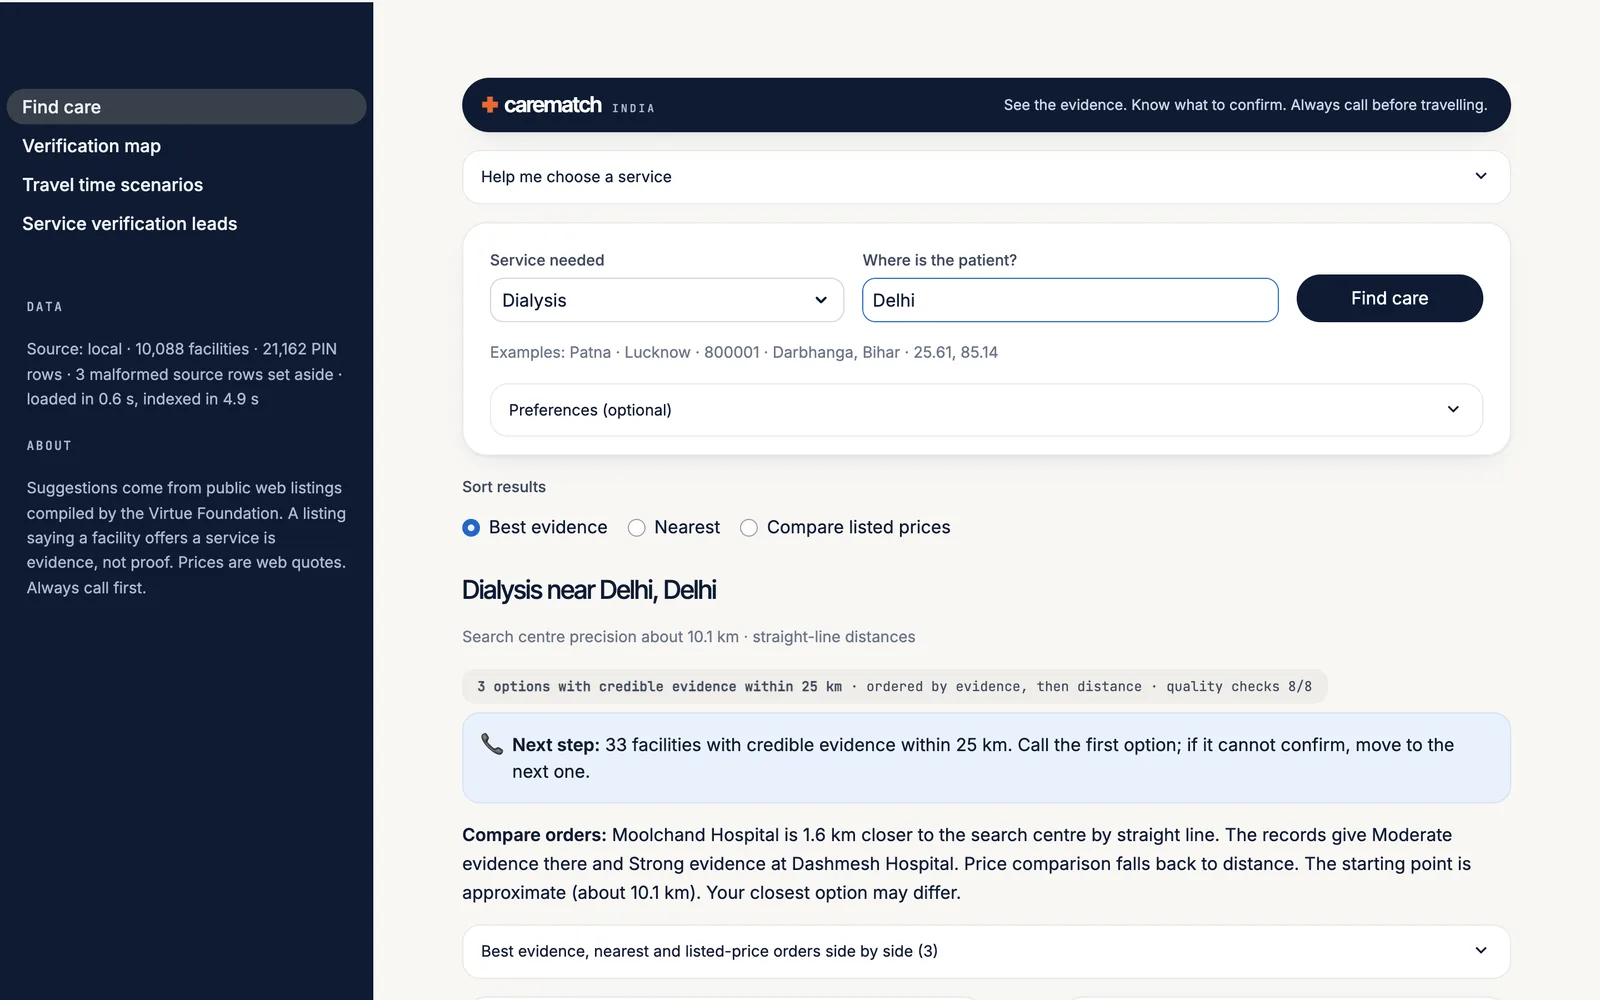 Find care
Verification map
Travel time scenarios
Service verification leads
DATA
Source: local · 10,088 facilities · 21,162 PIN
rows · 3 malformed source rows set aside ·
loaded in 0.6 s, indexed in 4.9 s
ABOUT
Suggestions come from public web listings
compiled by the Virtue Foundation. A listing
saying a facility offers a service is
evidence, not proof. Prices are web quotes.
Always call first.
carematch INDIA
See the evidence. Know what to confirm. Always call before travelling.
Help me choose a service
Service needed
Where is the patient?
Dialysis
Delhi
Find care
Examples: Patna · Lucknow · 800001 · Darbhanga, Bihar · 25.61, 85.14
Preferences (optional)
Sort results
Best evidence
Nearest
Compare listed prices
Dialysis near Delhi, Delhi
Search centre precision about 10.1 km · straight-line distances
3 options with credible evidence within 25 km · ordered by evidence, then distance · quality checks 8/8
Next step: 33 facilities with credible evidence within 25 km. Call the first option; if it cannot confirm, move to the
next one.
Compare orders: Moolchand Hospital is 1.6 km closer to the search centre by straight line. The records give Moderate
evidence there and Strong evidence at Dashmesh Hospital. Price comparison falls back to distance. The starting point is
approximate (about 10.1 km). Your closest option may differ.
Best evidence, nearest and listed-price orders side by side (3)